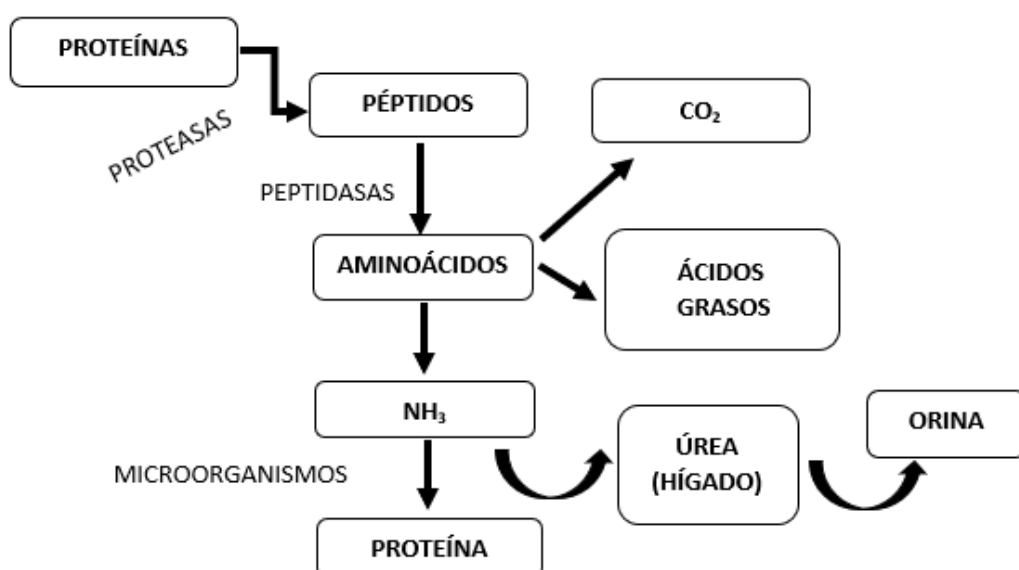 PROTEÍNAS
PROTEASAS
PÉPTIDOS
CO₂
PEPTIDASAS
AMINOÁCIDOS
ÁCIDOS
GRASOS
NH₃
ÚREA
(HÍGADO)
ORINA
MICROORGANISMOS
PROTEÍNA